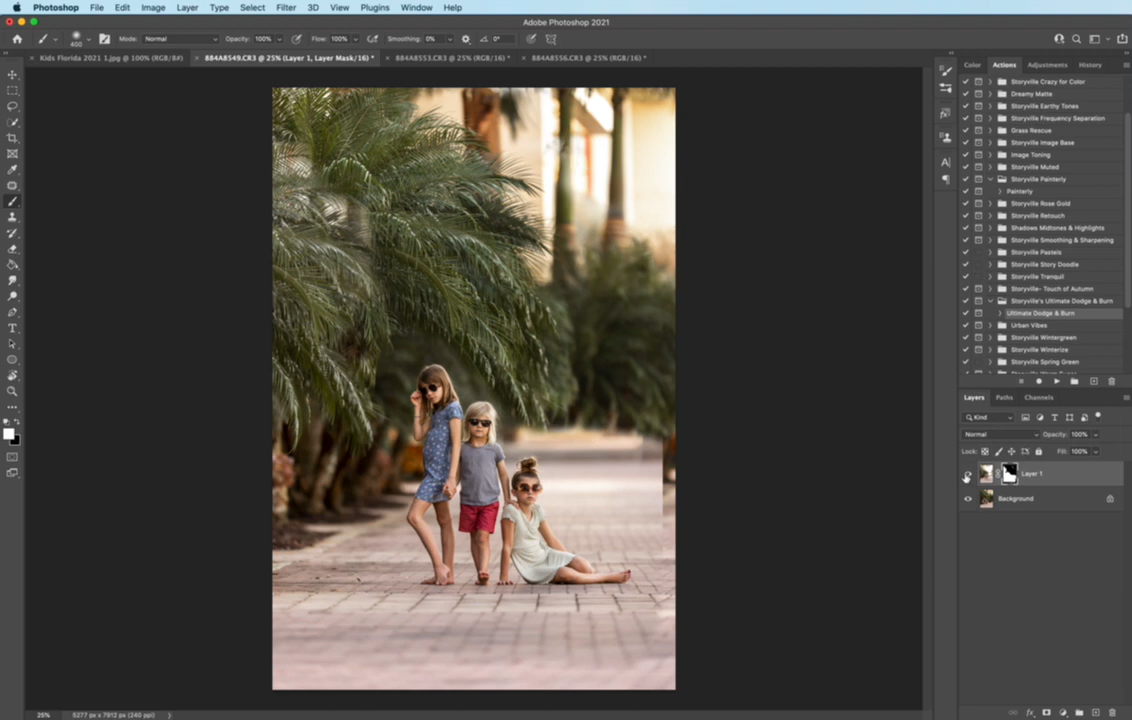 Photoshop File Edit Image Layer Type Select Filter 3D View Plugins Window Help
Adobe Photoshop 2021
400 Mode: Normal Opacity: 100% Flow: 100% Smoothing: 0% 0°
Kids Florida 2021 1.jpg @ 100% (RGB/8#) 884A8549.CR3 @ 25% (Layer 1, Layer Mask/16) * 884A8553.CR3 @ 25% (RGB/16) * 884A8556.CR3 @ 25% (RGB/16) *
Color Actions Adjustments History
Storyville Crazy for Color
Dreamy Matte
Storyville Earthy Tones
Storyville Frequency Separation
Grass Rescue
Storyville Image Base
Image Toning
Storyville Muted
Storyville Painterly
Painterly
Storyville Rose Gold
Storyville Retouch
Shadows Midtones & Highlights
Storyville Smoothing & Sharpening
Storyville Pastels
Storyville Story Doodle
Storyville Tranquil
Storyville- Touch of Autumn
Storyville's Ultimate Dodge & Burn
Ultimate Dodge & Burn
Urban Vibes
Storyville Wintergreen
Storyville Winterize
Storyville Spring Green
Layers Paths Channels
Kind
Normal Opacity: 100%
Lock: Fill: 100%
Layer 1
Background
25% 5277 px x 7912 px (240 ppi)